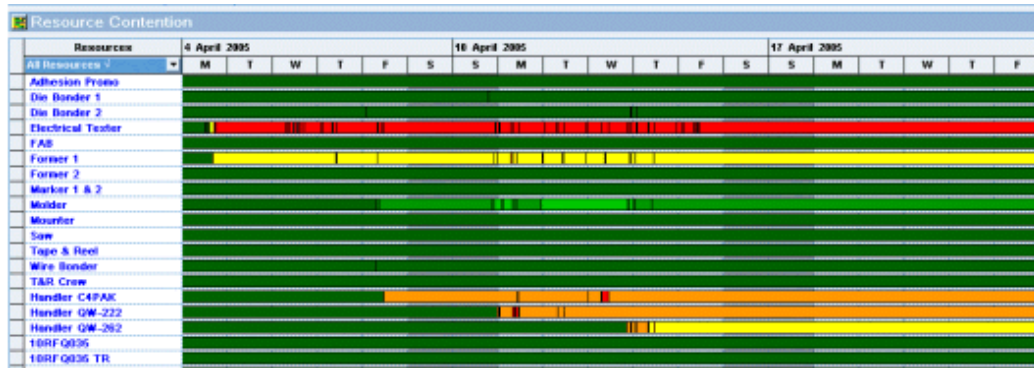 Resource Contention
Resources 4 April 2005 10 April 2005 17 April 2005
All Resources √ M T W T F S S M T W T F S S M T W T F
Adhesion Promo
Die Bonder 1
Die Bonder 2
Electrical Tester
FAB
Former 1
Former 2
Marker 1 & 2
Molder
Mounter
Saw
Tape & Reel
Wire Bonder
T&R Crew
Handler C4PAK
Handler QW-222
Handler QW-262
10RFQ035
10RFQ035 TR